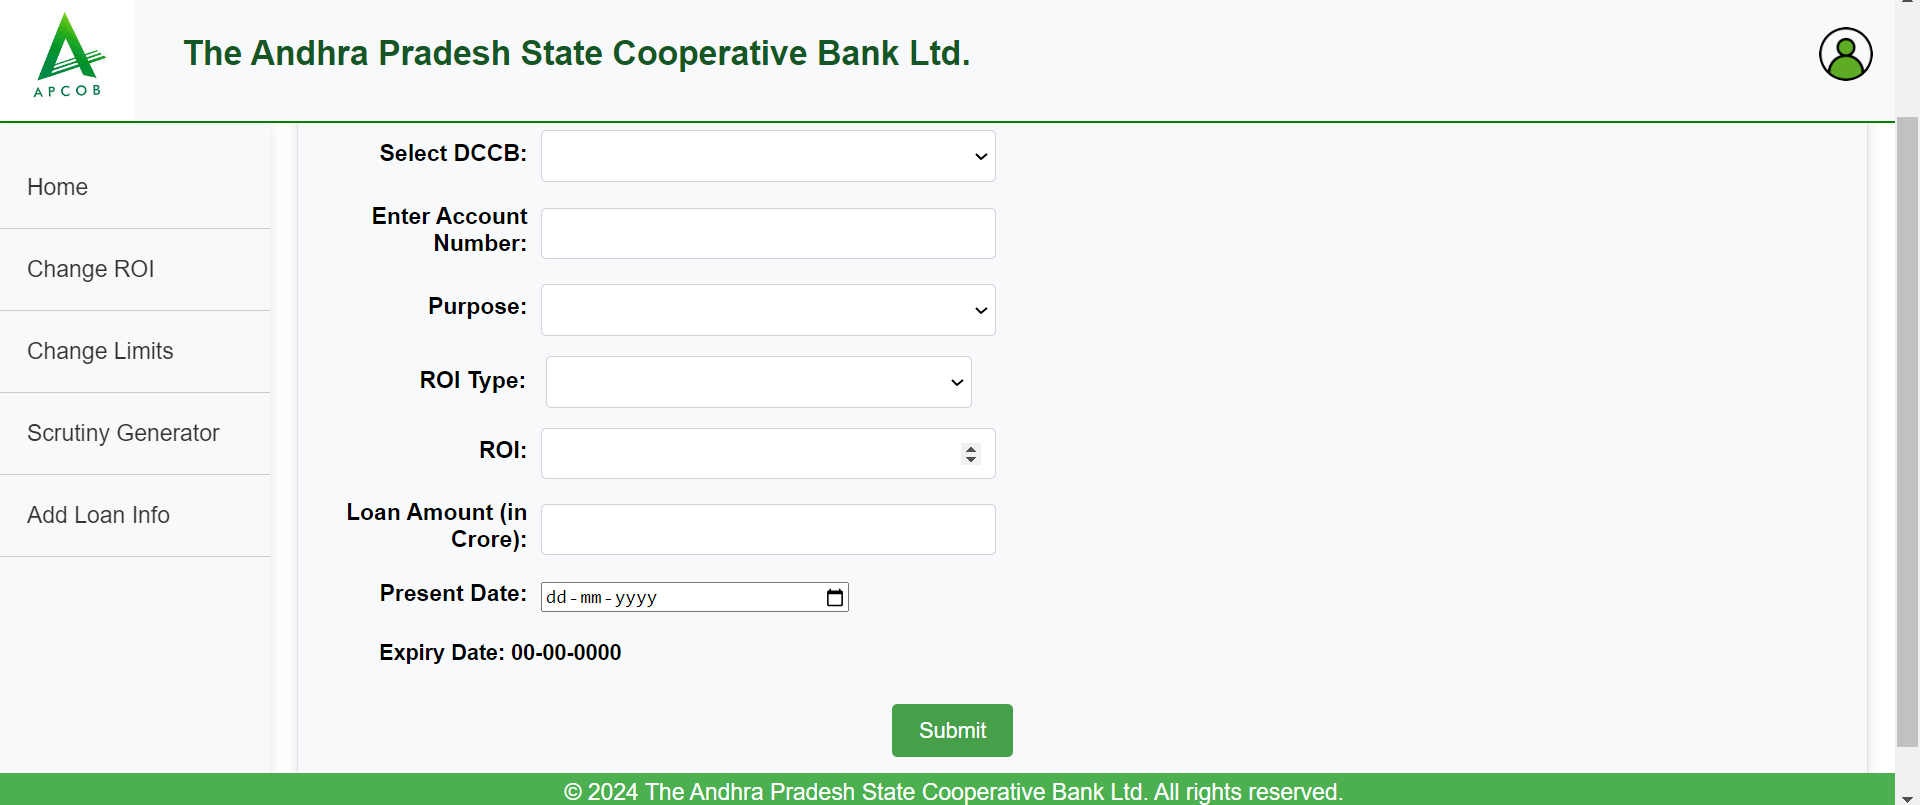 APCOB
The Andhra Pradesh State Cooperative Bank Ltd.
Home
Change ROI
Change Limits
Scrutiny Generator
Add Loan Info
Select DCCB:
Enter Account
Number:
Purpose:
ROI Type:
ROI:
Loan Amount (in
Crore):
Present Date: dd-mm-yyyy
Expiry Date: 00-00-0000
Submit
© 2024 The Andhra Pradesh State Cooperative Bank Ltd. All rights reserved.